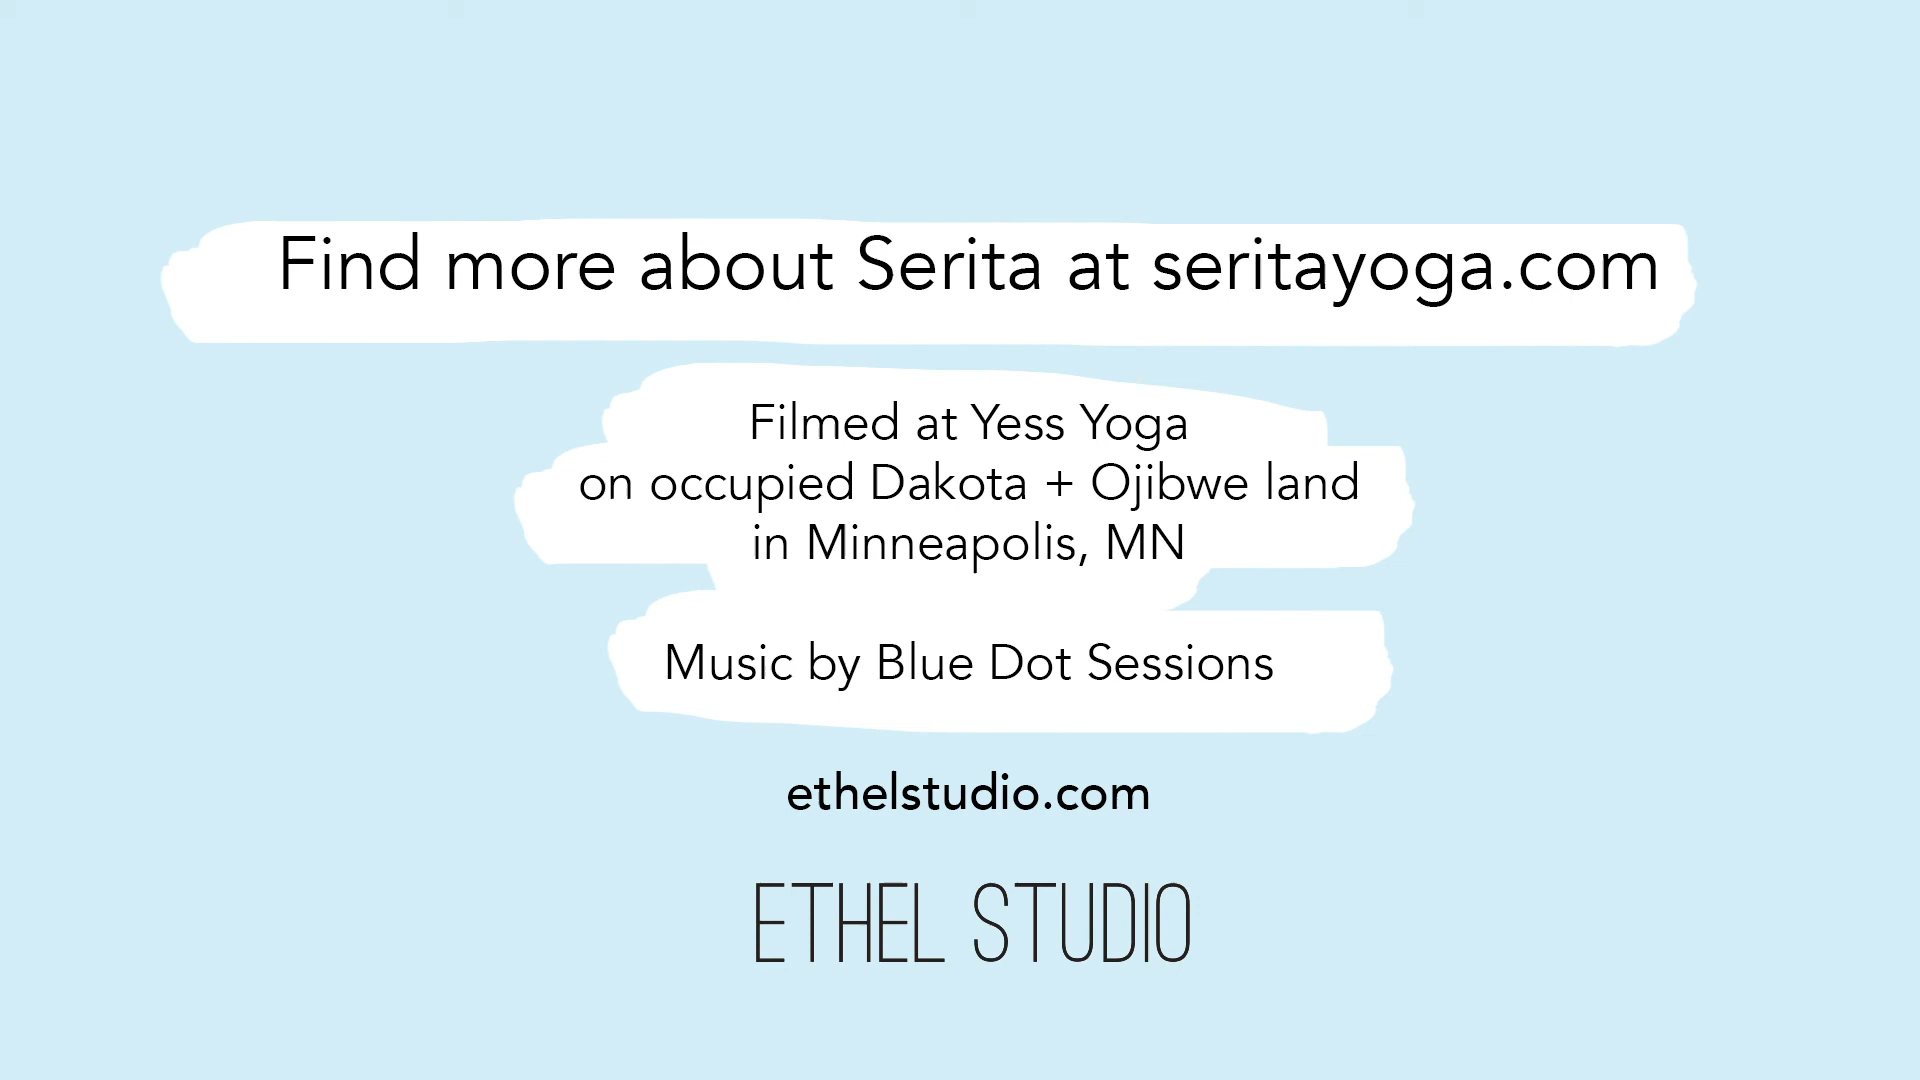 Find more about Serita at seritayoga.com
Filmed at Yess Yoga
on occupied Dakota + Ojibwe land
in Minneapolis, MN
Music by Blue Dot Sessions
ethelstudio.com
ETHEL STUDIO